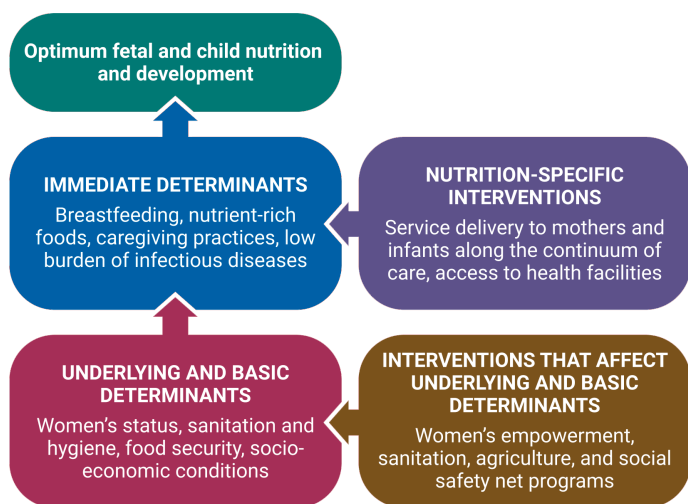 Optimum fetal and child nutrition
and development
IMMEDIATE DETERMINANTS
Breastfeeding, nutrient-rich
foods, caregiving practices, low
burden of infectious diseases
NUTRITION-SPECIFIC
INTERVENTIONS
Service delivery to mothers and
infants along the continuum of
care, access to health facilities
UNDERLYING AND BASIC
DETERMINANTS
Women’s status, sanitation and
hygiene, food security, socio-
economic conditions
INTERVENTIONS THAT AFFECT
UNDERLYING AND BASIC
DETERMINANTS
Women’s empowerment,
sanitation, agriculture, and social
safety net programs